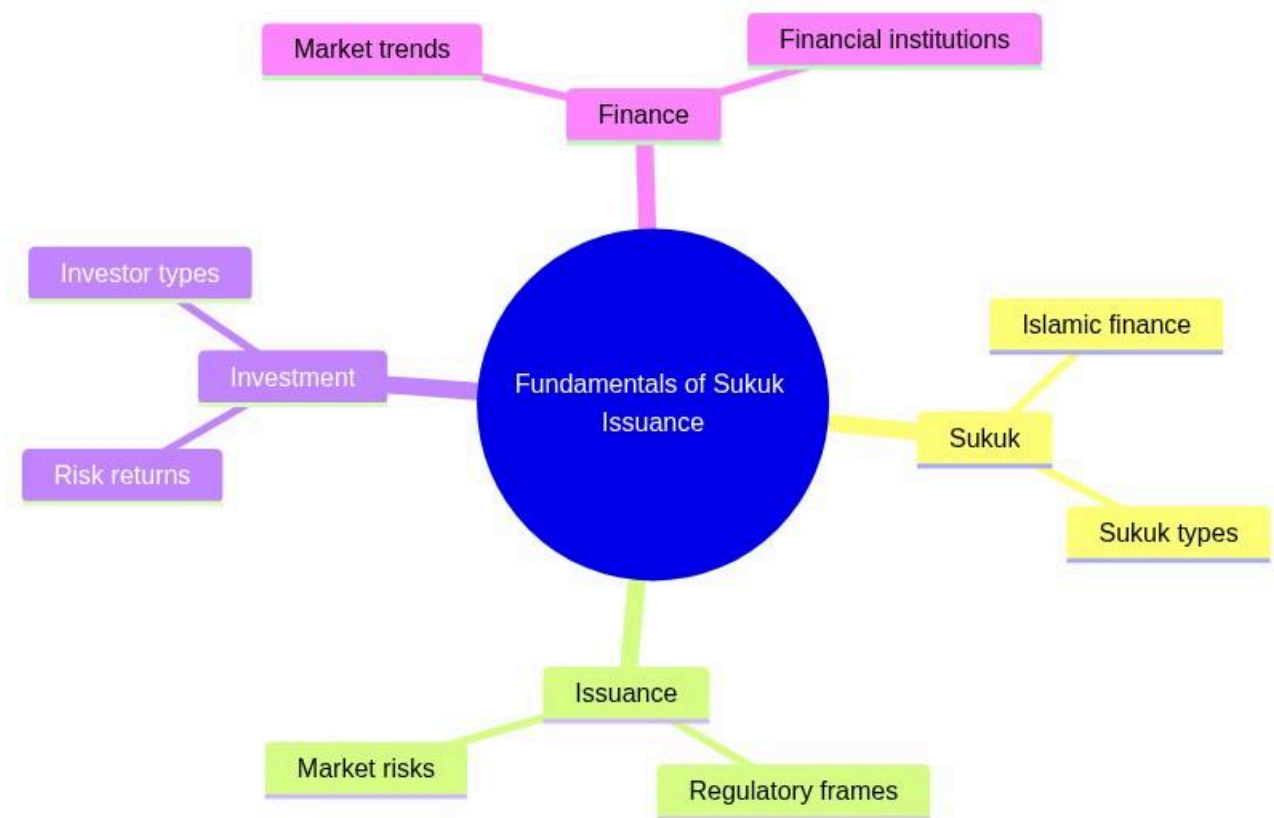 Market trends
Financial institutions
Finance
Investor types
Investment
Risk returns
Fundamentals of Sukuk
Issuance
Islamic finance
Sukuk
Sukuk types
Issuance
Market risks
Regulatory frames